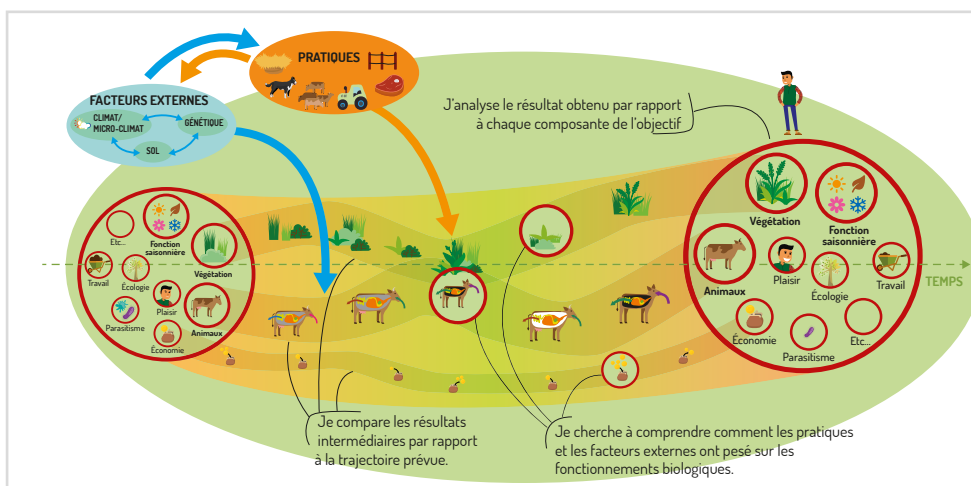 PRATIQUES
FACTEURS EXTERNES
CLIMAT/
MICRO-CLIMAT
GÉNÉTIQUE
SOL
J'analyse le résultat obtenu par rapport
à chaque composante de l'objectif
Etc...
Fonction
saisonnière
Végétation
Travail
Écologie
Plaisir
Parasitisme
Animaux
Économie
Végétation
Fonction
saisonnière
Animaux
Plaisir
Écologie
Travail
Économie
Parasitisme
Etc...
TEMPS
Je compare les résultats
intermédiaires par rapport
à la trajectoire prévue.
Je cherche à comprendre comment les pratiques
et les facteurs externes ont pesé sur les
fonctionnements biologiques.